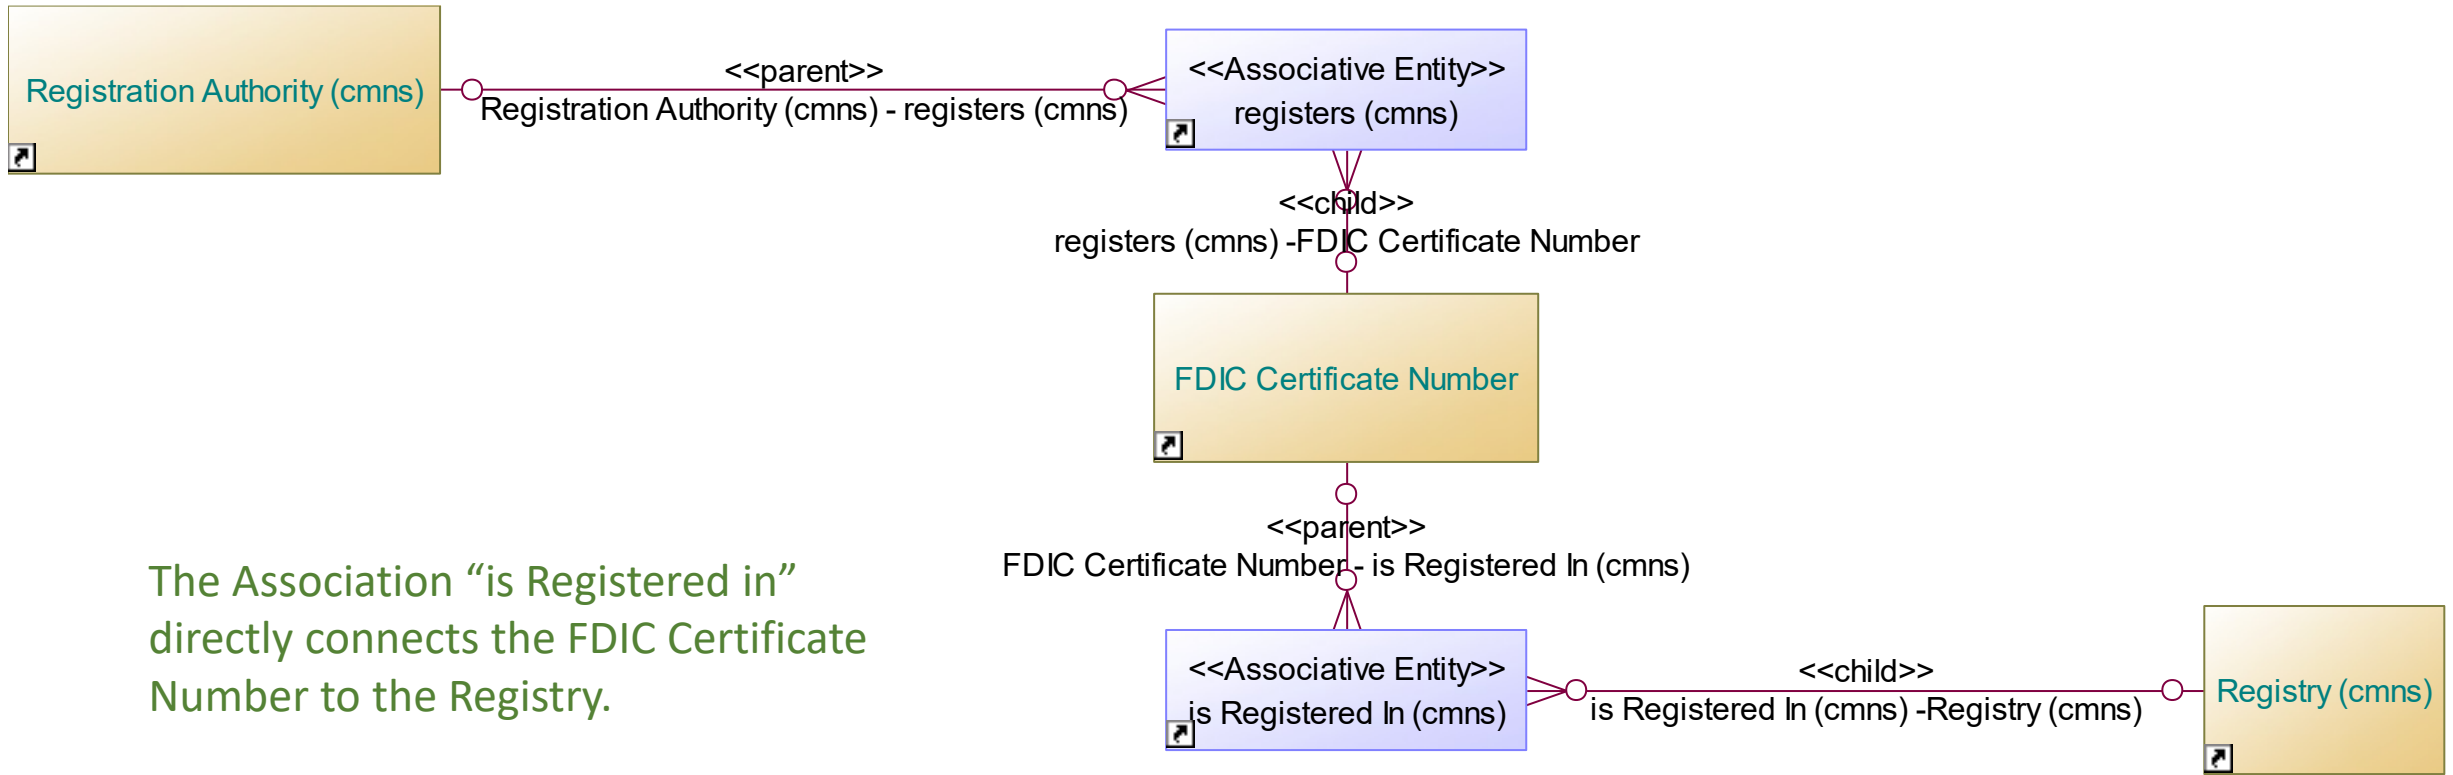 Registration Authority (cmns)
<<parent>>
Registration Authority (cmns) - registers (cmns)
<<Associative Entity>>
registers (cmns)
<<child>>
registers (cmns) -FDIC Certificate Number
FDIC Certificate Number
<<parent>>
FDIC Certificate Number - is Registered In (cmns)
The Association “is Registered in”
directly connects the FDIC Certificate
Number to the Registry.
<<Associative Entity>>
is Registered In (cmns)
<<child>>
is Registered In (cmns) -Registry (cmns)
Registry (cmns)